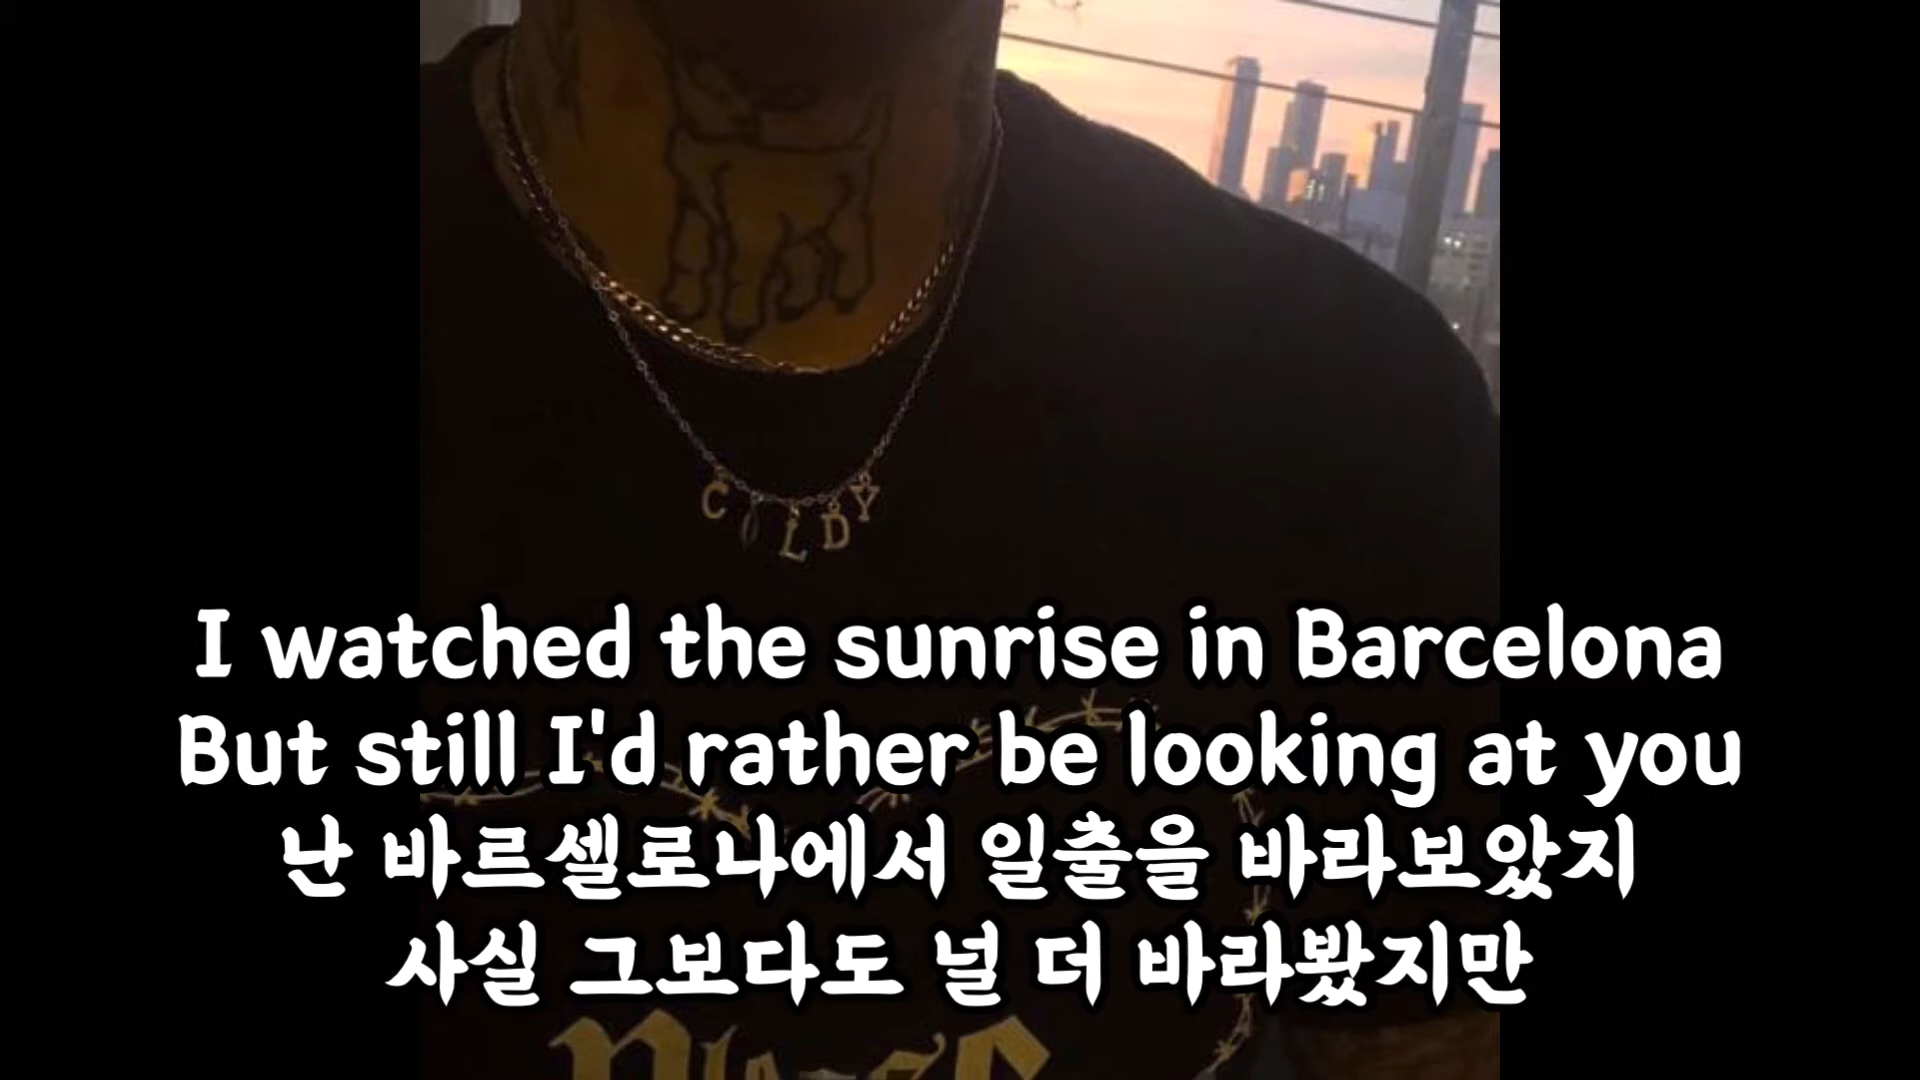 C LDY
I watched the sunrise in Barcelona
But still I'd rather be looking at you
난 바르셀로나에서 일출을 바라보았지
사실 그보다도 널 더 바라봤지만